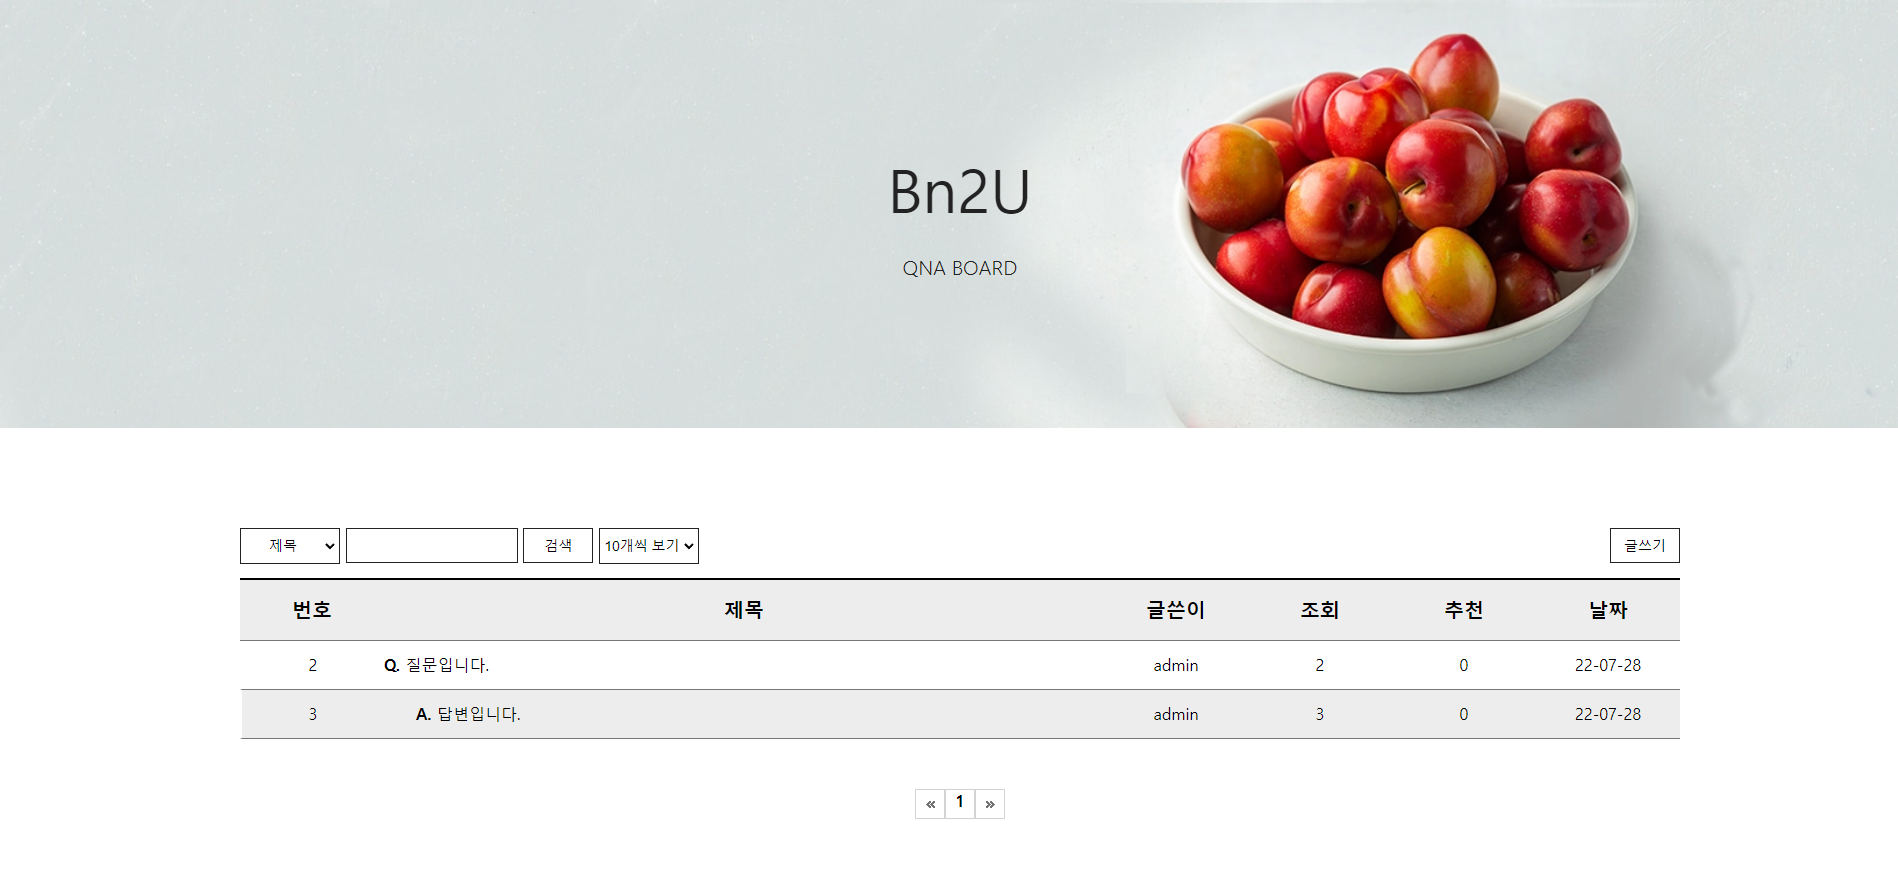 Bn2U
QNA BOARD
제목 검색 10개씩 보기 글쓰기
번호 제목 글쓴이 조회 추천 날짜
2 Q. 질문입니다. admin 2 0 22-07-28
3 A. 답변입니다. admin 3 0 22-07-28
« 1 »